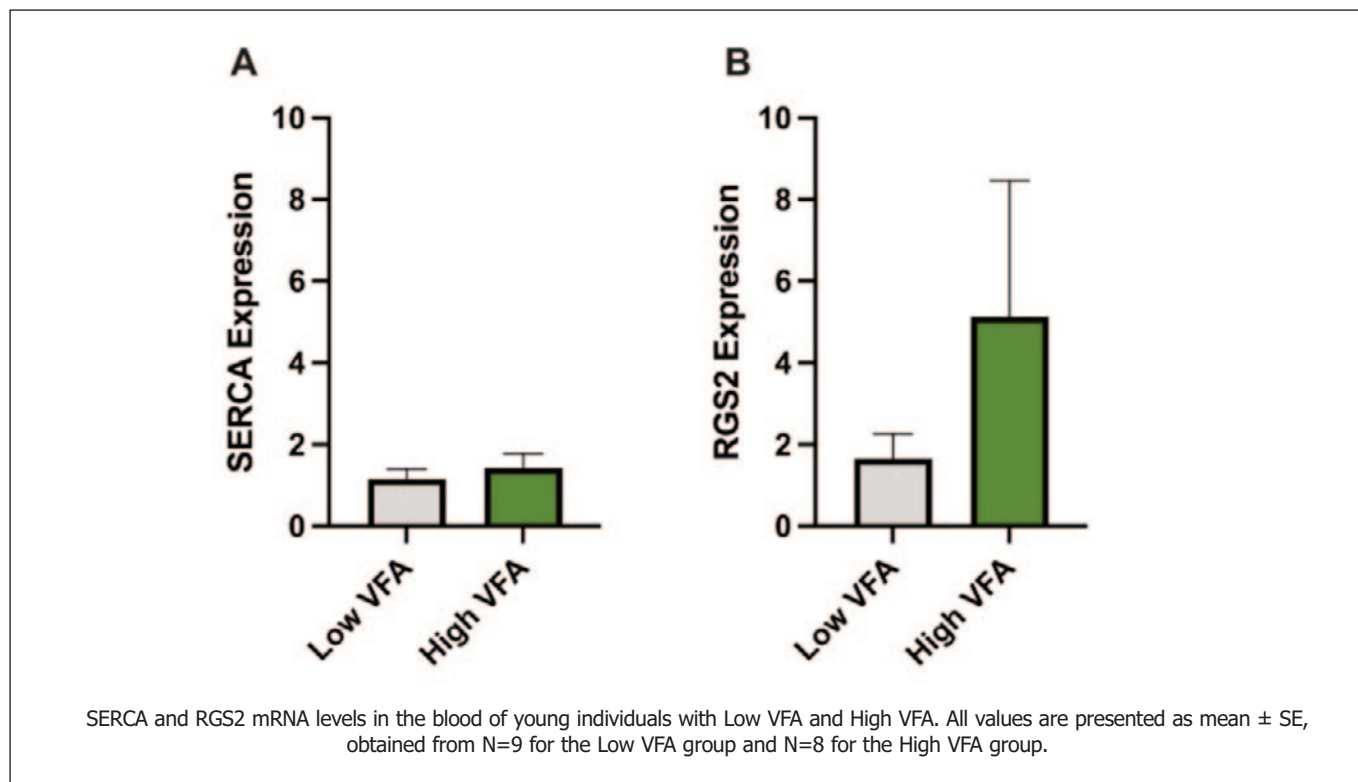 A
10
8
6
4
2
0
SERCA Expression
Low VFA
High VFA
B
10
8
6
4
2
0
RGS2 Expression
Low VFA
High VFA
SERCA and RGS2 mRNA levels in the blood of young individuals with Low VFA and High VFA. All values are presented as mean ± SE,
obtained from N=9 for the Low VFA group and N=8 for the High VFA group.